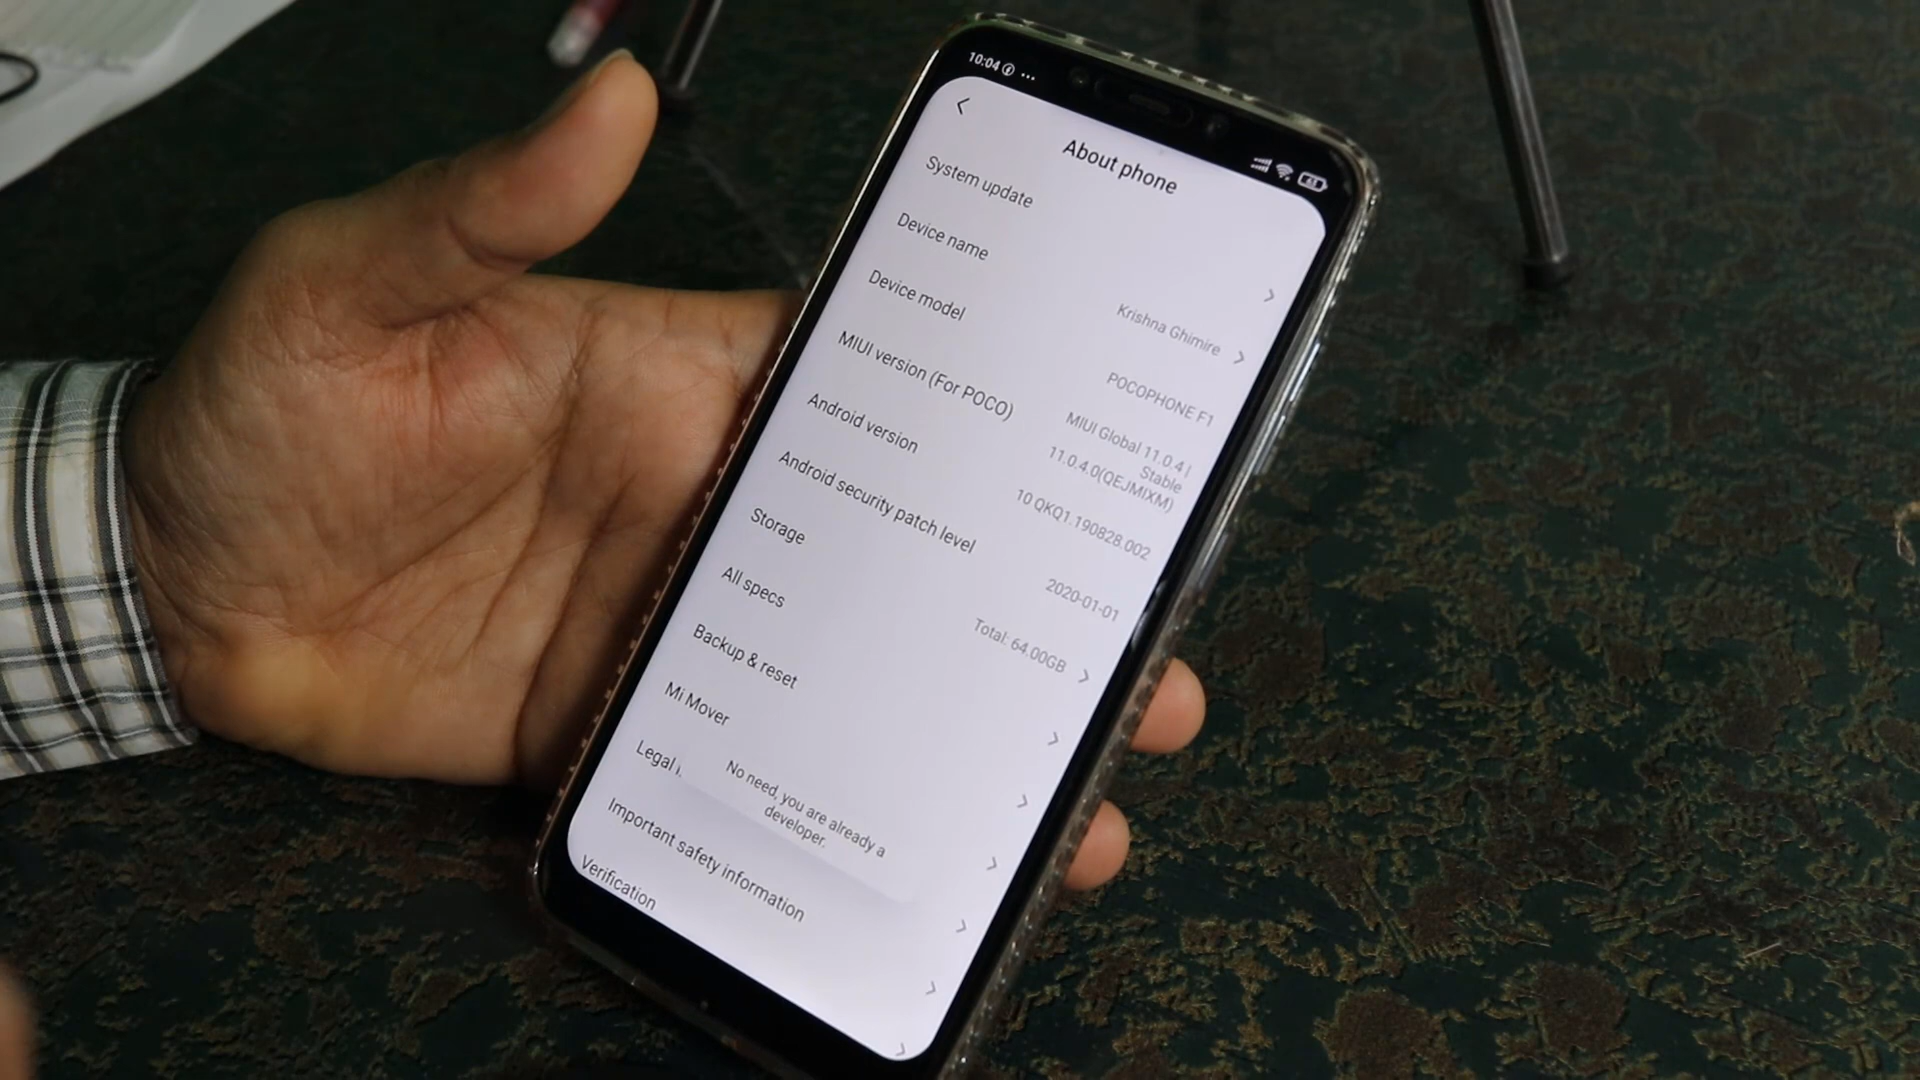 10:04
63
About phone
System update
Device name
Krishna Ghimire
Device model
POCOPHONE F1
MIUI version (For POCO)
MIUI Global 11.0.4 |
Stable
11.0.4.0(QEJMIXM)
Android version
10 QKQ1.190828.002
Android security patch level
2020-01-01
Storage
Total: 64.00GB
All specs
Backup & reset
Mi Mover
Legal i
No need, you are already a
developer.
Important safety information
Verification